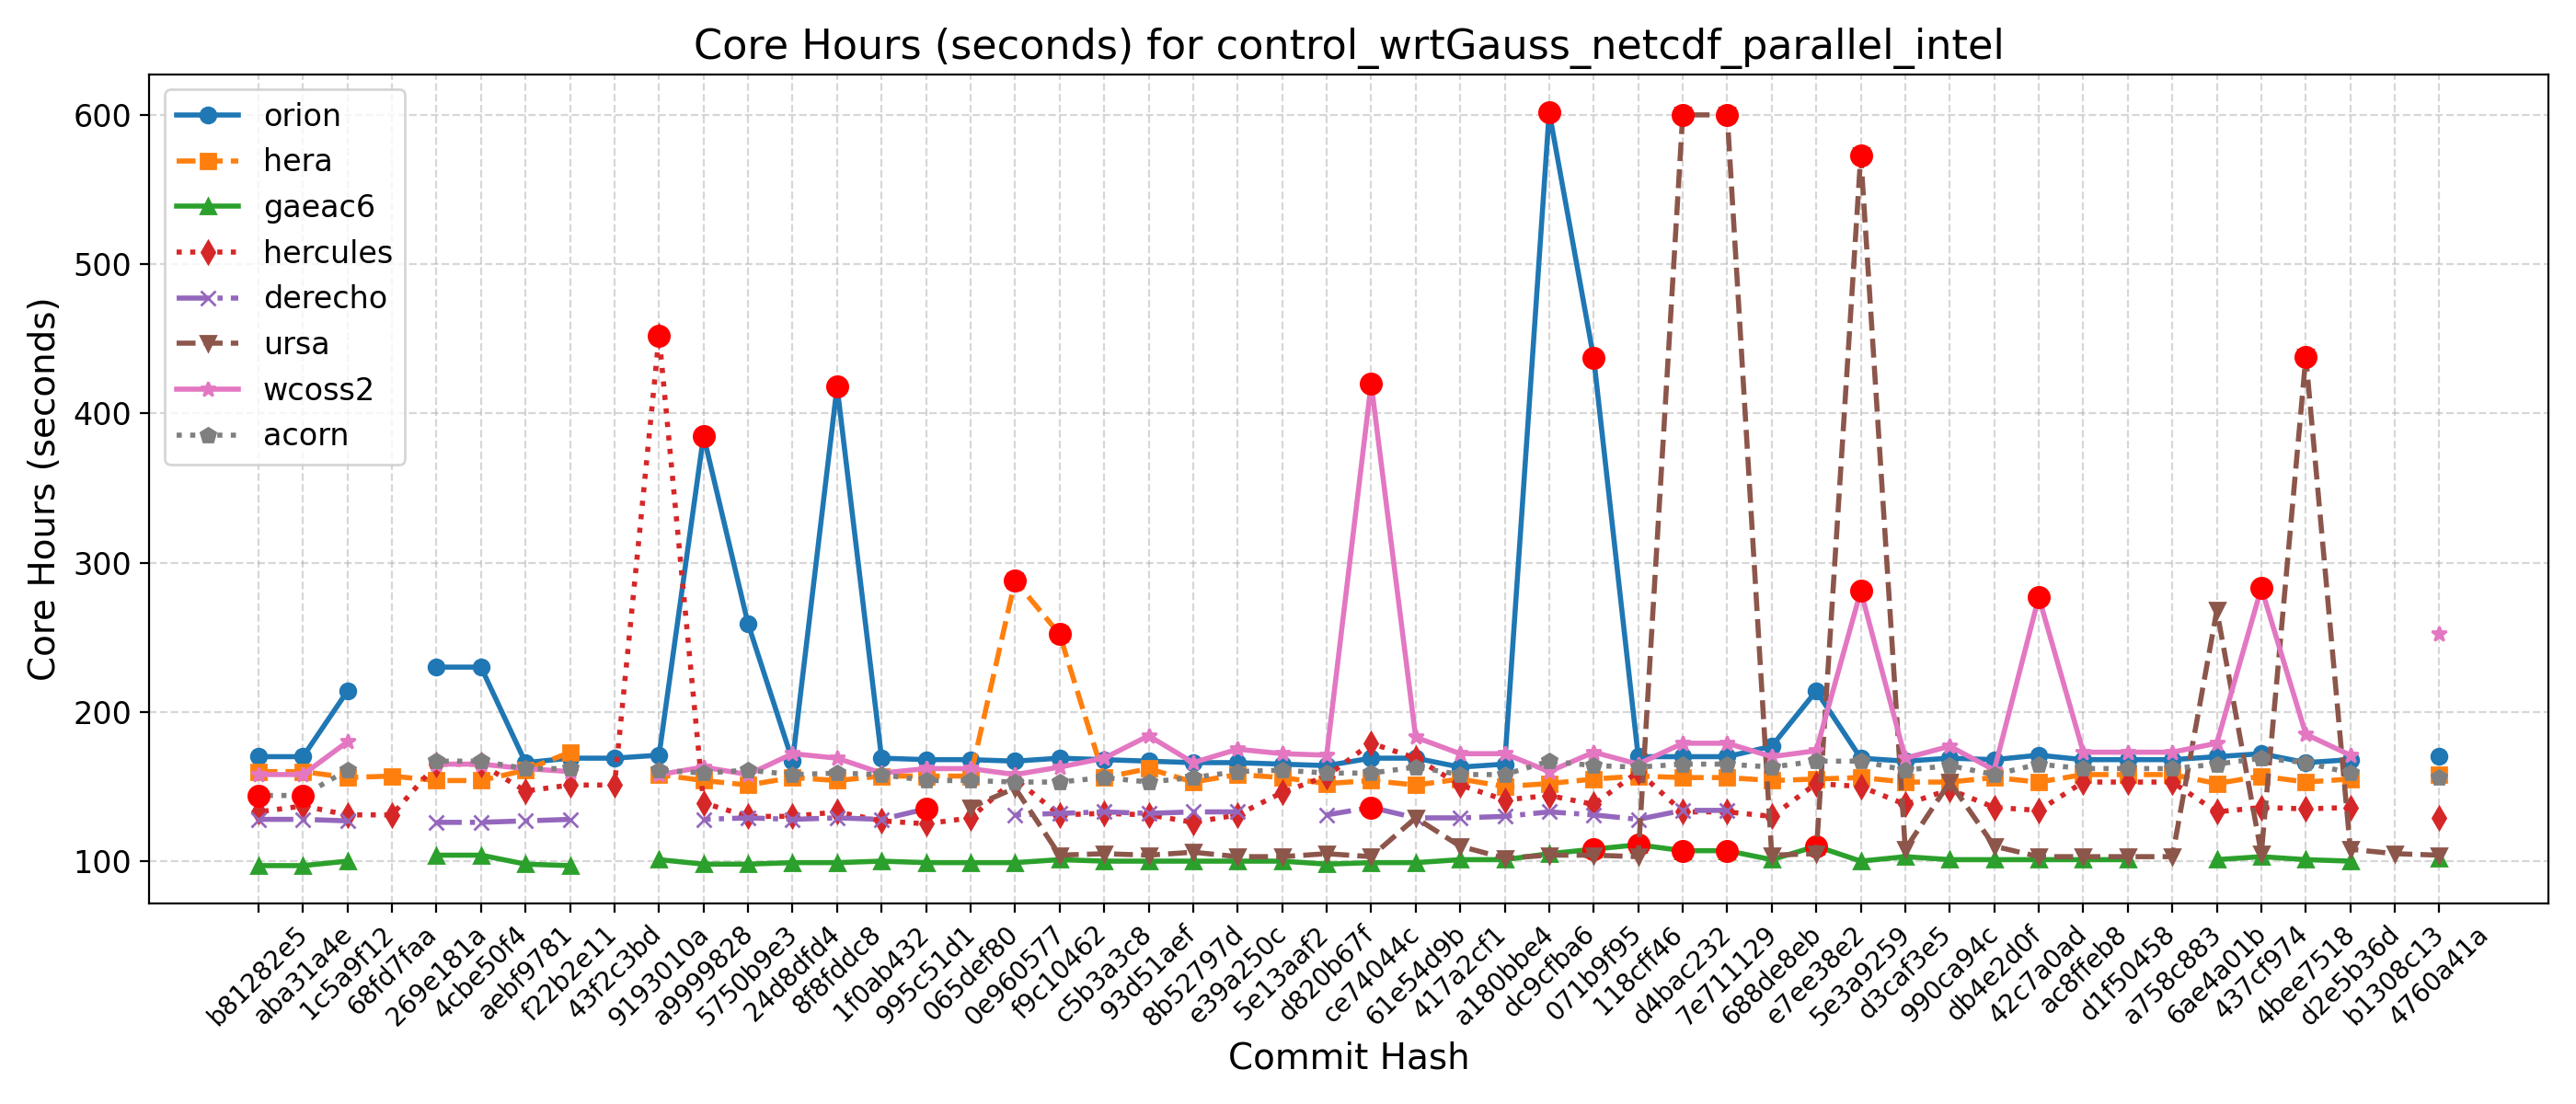 Core Hours (seconds) for control_wrtGauss_netcdf_parallel_intel
Core Hours (seconds)
600
500
400
300
200
100
orion
hera
gaeac6
hercules
derecho
ursa
wcoss2
acorn
b81282e5
aba31a4e
1c5a9f12
68fd7faa
269e181a
4cbe50f4
aebf9781
f22b2e11
43f2c3bd
9193010a
a9999828
5750b9e3
24d8dfd4
8f8fddc8
1f0ab432
995c51d1
065def80
0e960577
f9c10462
c5b3a3c8
93d51aef
8b52797d
e39a250c
5e13aaf2
d820b67f
ce74044c
61e54d9b
417a2cf1
a180bbe4
dc9cfba6
071b9f95
118cff46
d4bac232
7e711129
688de8eb
e7ee38e2
5e3a9259
d3caf3e5
990ca94c
db4e2d0f
42c7a0ad
ac8ffeb8
d1f50458
a758c883
6ae4a01b
437cf974
4bee7518
d2e5b36d
b1308c13
4760a41a
Commit Hash